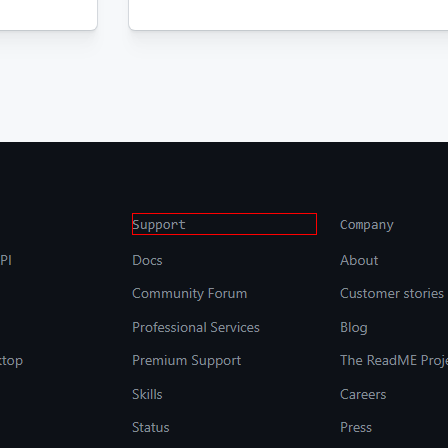 Support
Company
PI
Docs
About
Community Forum
Customer stories
Professional Services
Blog
top
Premium Support
The ReadME Proje
Skills
Careers
Status
Press